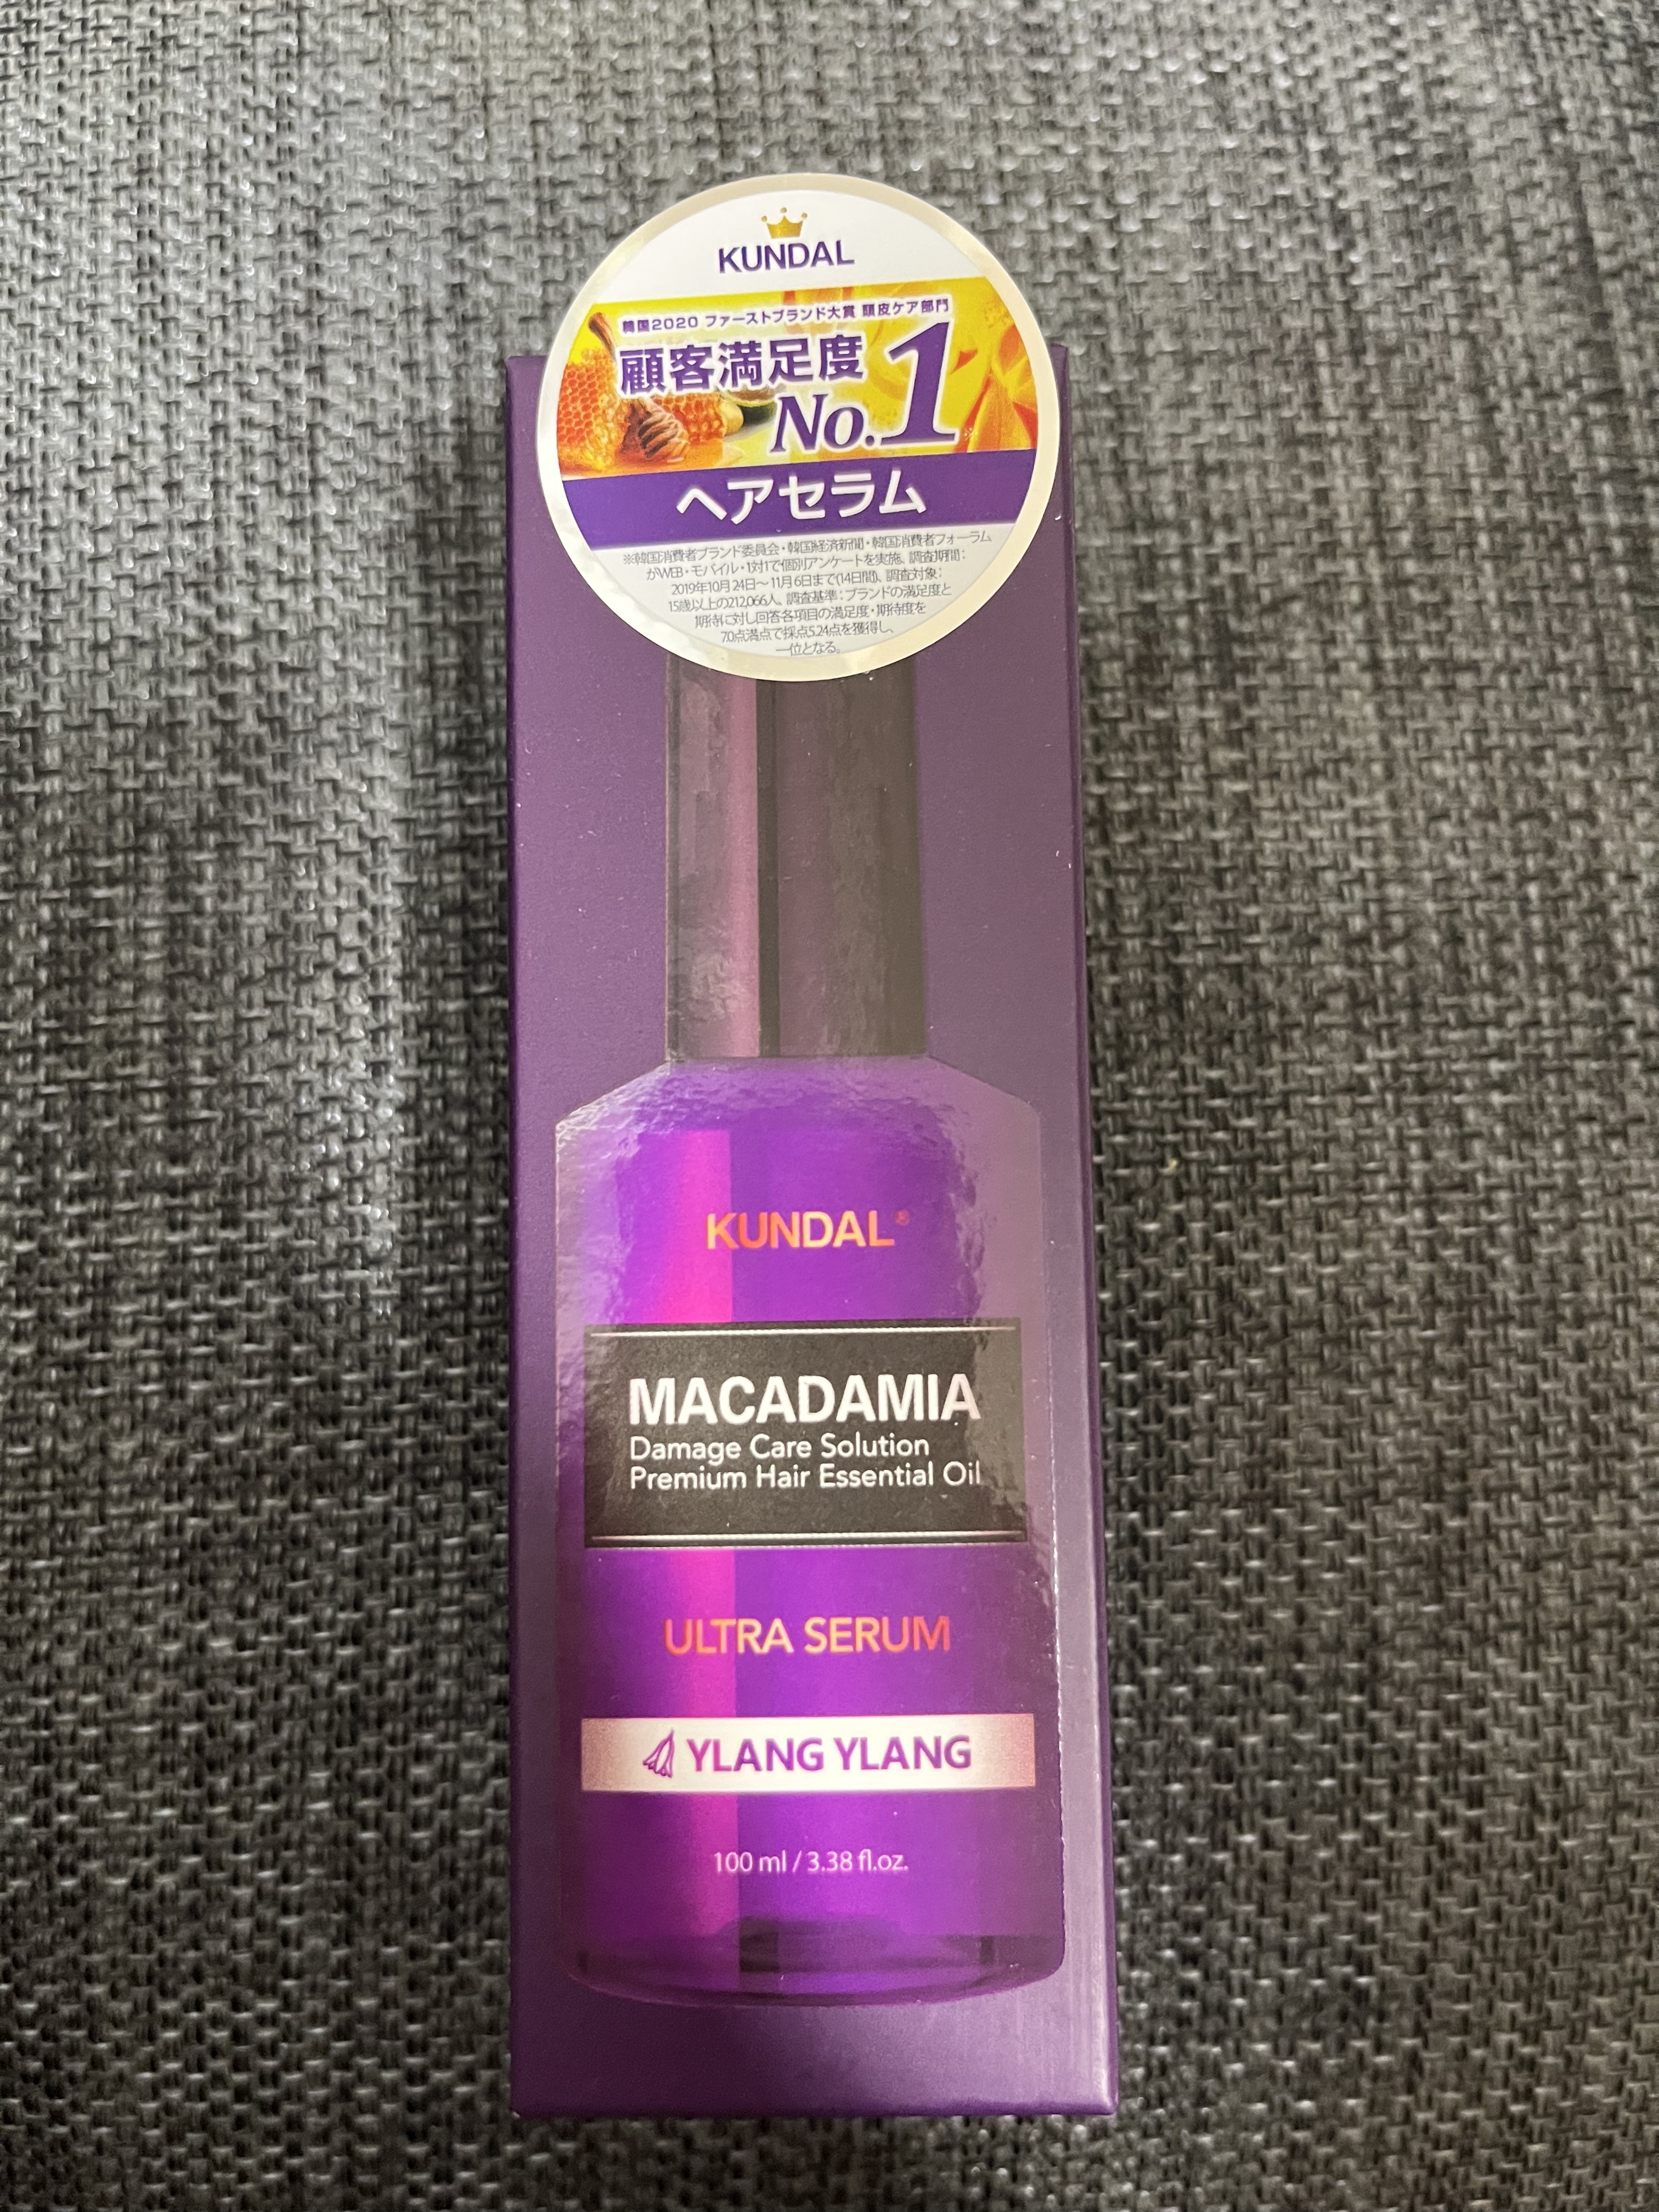 KUNDAL
韓国2020 ファーストブランド大賞 頭皮ケア部門
顧客満足度
No.1
ヘアセラム
※韓国消費者ブランド委員会・韓国経済新聞・韓国消費者フォーラム
がWEB・モバイル・1対1で個別アンケートを実施、調査期間：
2019年10月24日～11月6日まで(14日間)、調査対象：
15歳以上の212,066人、調査基準：ブランドの満足度と
期待に対し回答各項目の満足度・期待度を
7.0点満点で採点5.24点を獲得し、
一位となる。
KUNDAL®
MACADAMIA
Damage Care Solution
Premium Hair Essential Oil
ULTRA SERUM
YLANG YLANG
100 ml / 3.38 fl.oz.